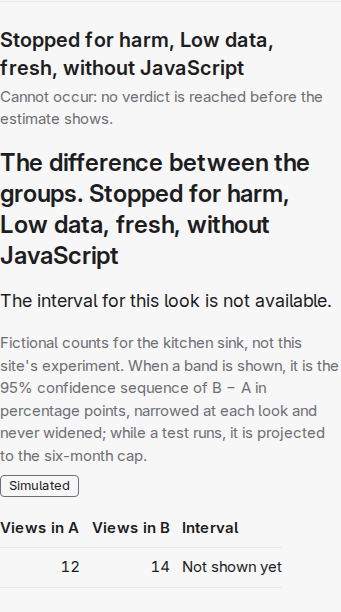 Stopped for harm, Low data,
fresh, without JavaScript
Cannot occur: no verdict is reached before the
estimate shows.
The difference between the
groups. Stopped for harm,
Low data, fresh, without
JavaScript
The interval for this look is not available.
Fictional counts for the kitchen sink, not this
site's experiment. When a band is shown, it is the
95% confidence sequence of B − A in
percentage points, narrowed at each look and
never widened; while a test runs, it is projected
to the six-month cap.
Simulated
Views in A Views in B Interval
12 14 Not shown yet